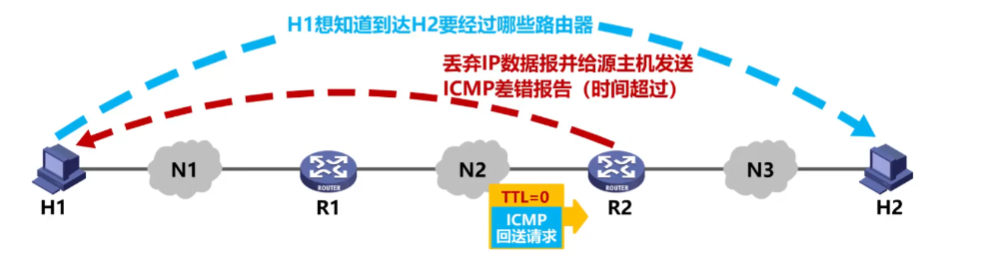 H1想知道到达H2要经过哪些路由器
丢弃IP数据报并给源主机发送
ICMP差错报告（时间超过）
N1
N2
N3
ROUTER
ROUTER
H1
R1
TTL=0
R2
H2
ICMP
回送请求